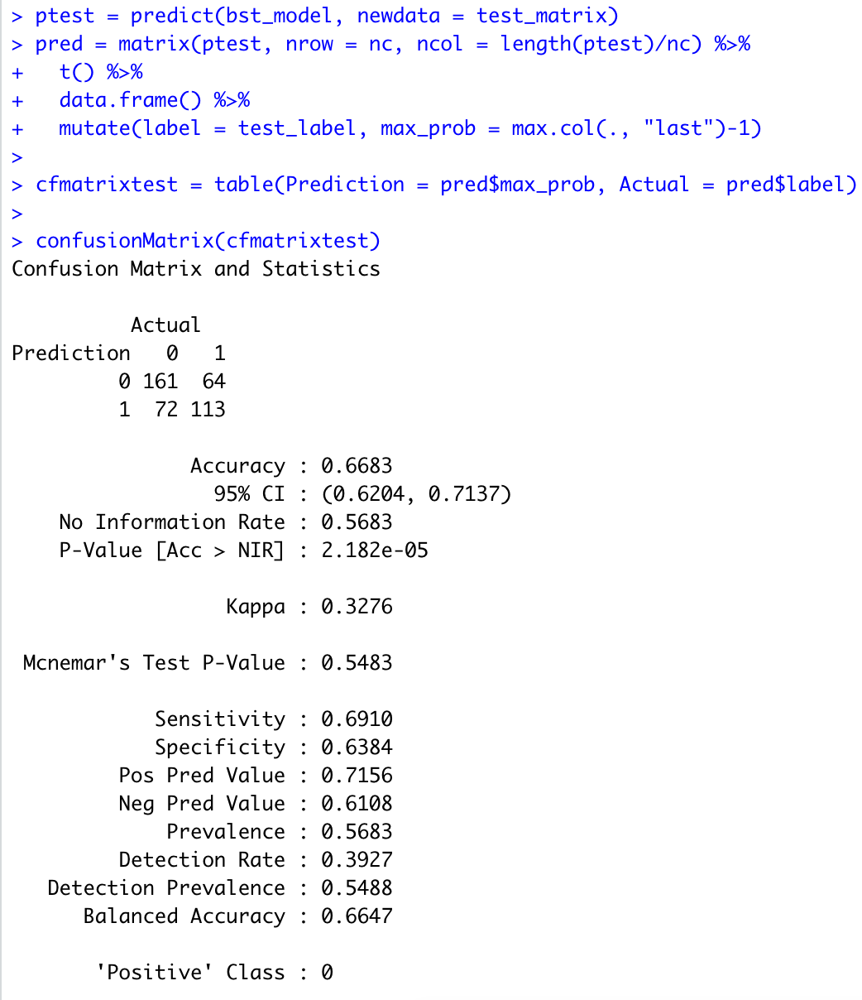 > ptest = predict(bst_model, newdata = test_matrix)
> pred = matrix(ptest, nrow = nc, ncol = length(ptest)/nc) %>%
+   t() %>%
+   data.frame() %>%
+   mutate(label = test_label, max_prob = max.col(., "last")-1)
>
> cfmatrixtest = table(Prediction = pred$max_prob, Actual = pred$label)
>
> confusionMatrix(cfmatrixtest)
Confusion Matrix and Statistics

          Actual
Prediction   0   1
         0 161  64
         1  72 113

               Accuracy : 0.6683
                 95% CI : (0.6204, 0.7137)
    No Information Rate : 0.5683
    P-Value [Acc > NIR] : 2.182e-05

                  Kappa : 0.3276

 Mcnemar's Test P-Value : 0.5483

            Sensitivity : 0.6910
            Specificity : 0.6384
         Pos Pred Value : 0.7156
         Neg Pred Value : 0.6108
             Prevalence : 0.5683
         Detection Rate : 0.3927
   Detection Prevalence : 0.5488
      Balanced Accuracy : 0.6647

       'Positive' Class : 0